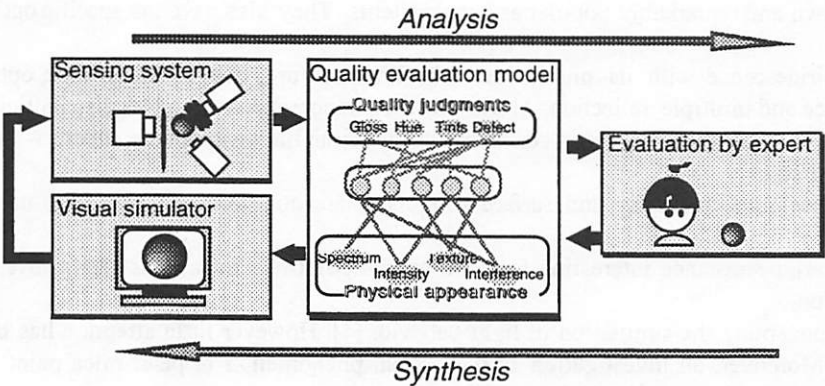 Analysis
Sensing system
Quality evaluation model
Quality judgments
Gloss Hue Tints Defect
Evaluation by expert
Visual simulator
Spectrum
Texture
Intensity
Interference
Physical appearance
Synthesis